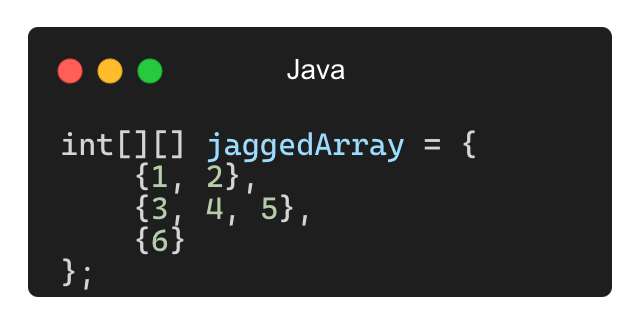 Java
int[][] jaggedArray = {
    {1, 2},
    {3, 4, 5},
    {6}
};